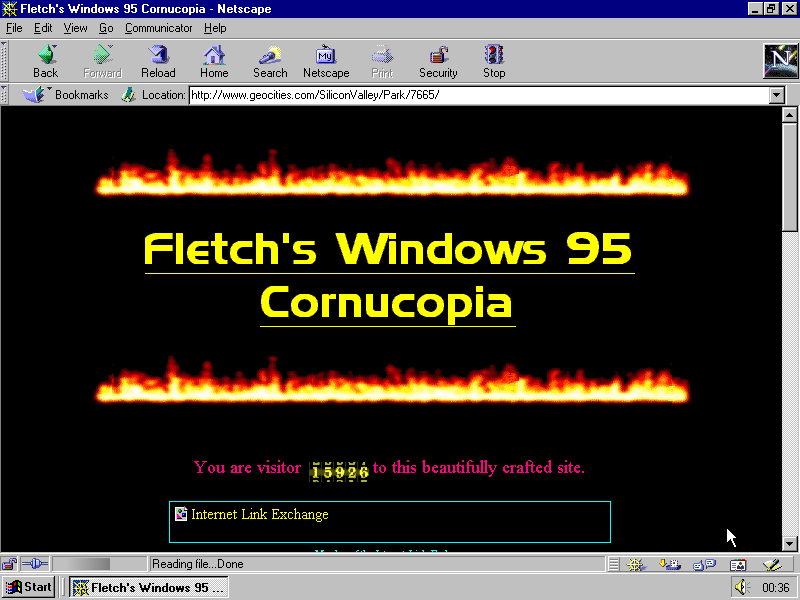 Fletch's Windows 95 Cornucopia - Netscape
File Edit View Go Communicator Help
Back Forward Reload Home Search Netscape Print Security Stop
My
N
Bookmarks Location: http://www.geocities.com/SiliconValley/Park/7665/
Fletch's Windows 95
Cornucopia
You are visitor 15926 to this beautifully crafted site.
Internet Link Exchange
Reading file...Done
Start Fletch's Windows 95 ... 00:36